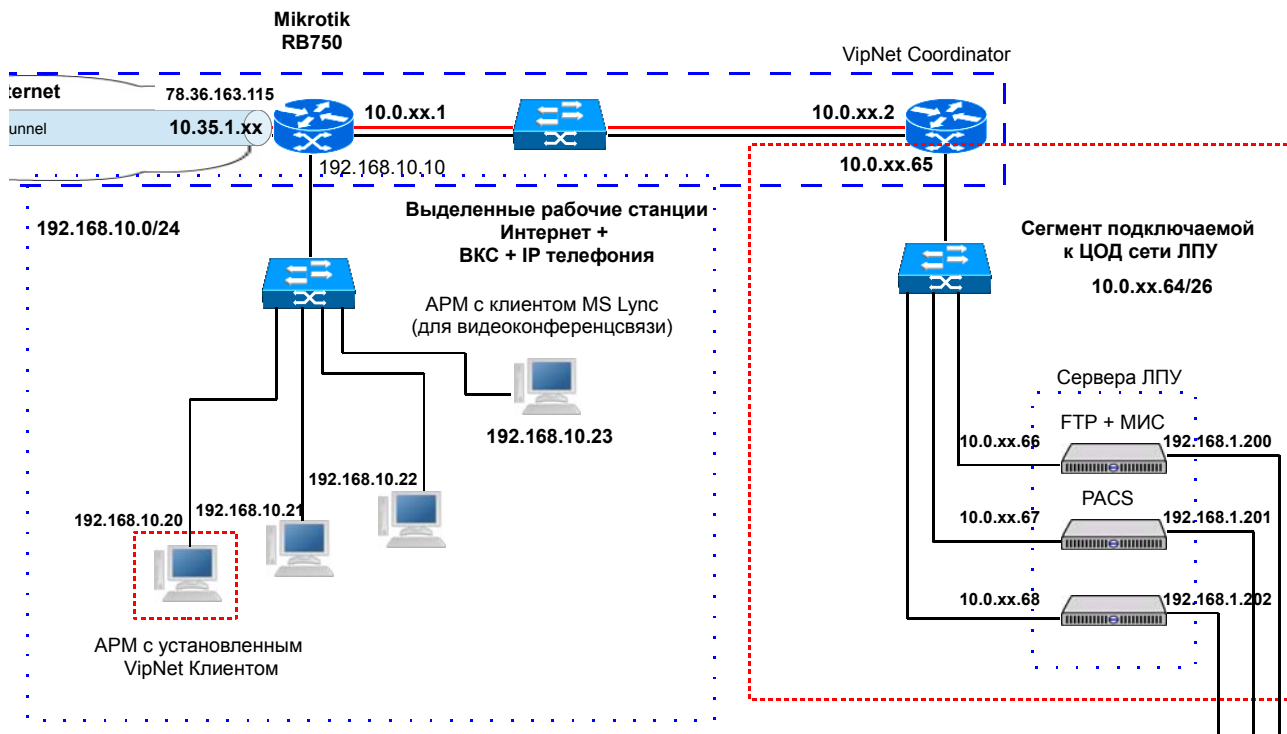 Mikrotik
RB750
VipNet Coordinator
ternet
78.36.163.115
unnel
10.35.1.xx
10.0.xx.1
10.0.xx.2
192.168.10.10
10.0.xx.65
192.168.10.0/24
Выделенные рабочие станции
Интернет +
ВКС + IP телефония
Сегмент подключаемой
к ЦОД сети ЛПУ
10.0.xx.64/26
АРМ с клиентом MS Lync
(для видеоконференцсвязи)
192.168.10.23
Сервера ЛПУ
FTP + МИС
10.0.xx.66
192.168.1.200
192.168.10.22
PACS
192.168.10.21
192.168.10.20
10.0.xx.67
192.168.1.201
10.0.xx.68
192.168.1.202
АРМ с установленным
VipNet Клиентом